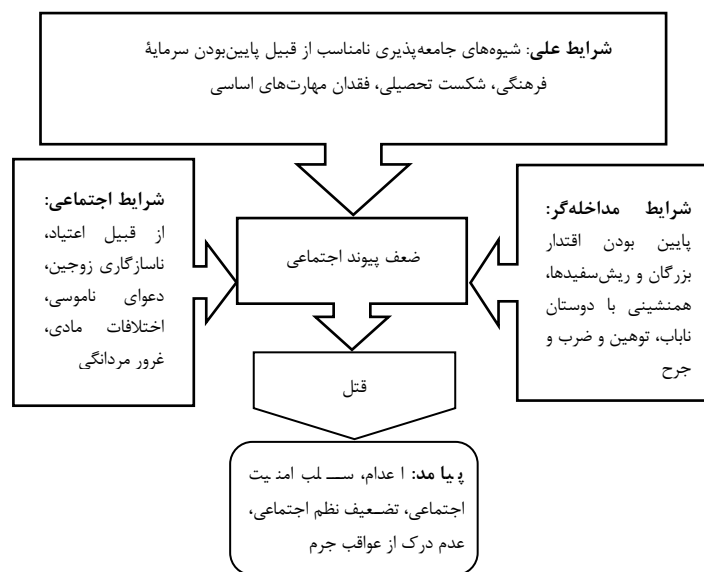 شرایط علی: شیوه‌های جامعه‌پذیری نامناسب از قبیل پایین‌بودن سرمایۀ
فرهنگی، شکست تحصیلی، فقدان مهارت‌های اساسی
شرایط مداخله‌گر:
پایین بودن اقتدار
بزرگان و ریش‌سفیدها،
همنشینی با دوستان
ناباب، توهین و ضرب و
جرح
ضعف پیوند اجتماعی
شرایط اجتماعی:
از قبیل اعتیاد،
ناسازگاری زوجین،
دعوای ناموسی،
اختلافات مادی،
غرور مردانگی
قتل
پیامد: اعدام، سـلب امنیت
اجتماعی، تضـعیف نظم اجتماعی،
عدم درک از عواقب جرم